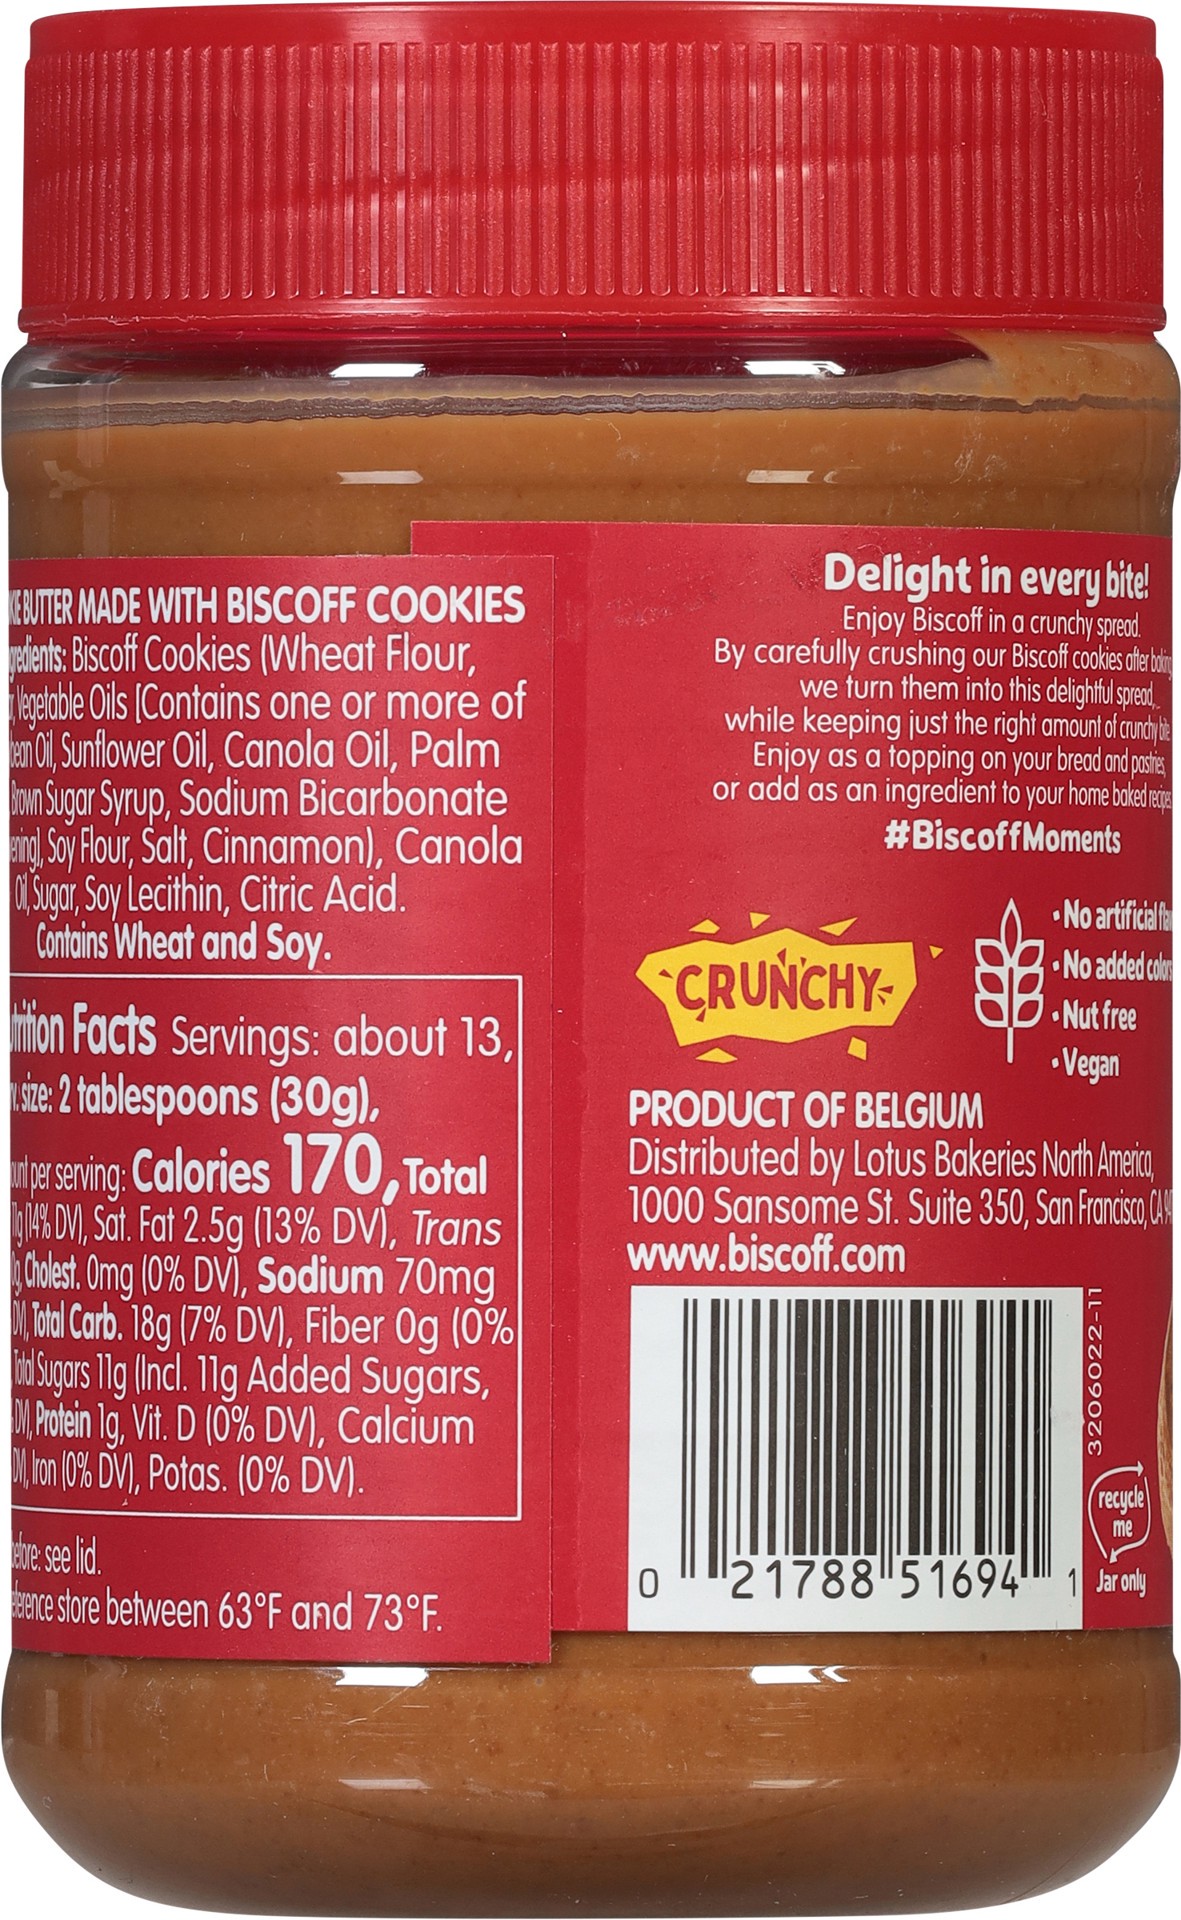 KIE BUTTER MADE WITH BISCOFF COOKIES
gredients: Biscoff Cookies (Wheat Flour,
Vegetable Oils [Contains one or more of
bean Oil, Sunflower Oil, Canola Oil, Palm
Brown Sugar Syrup, Sodium Bicarbonate
ening], Soy Flour, Salt, Cinnamon), Canola
Oil, Sugar, Soy Lecithin, Citric Acid.
Contains Wheat and Soy.
utrition Facts Servings: about 13,
v. size: 2 tablespoons (30g),
ount per serving: Calories 170, Total
11g (14% DV), Sat. Fat 2.5g (13% DV), Trans
0g, Cholest. 0mg (0% DV), Sodium 70mg
DV), Total Carb. 18g (7% DV), Fiber 0g (0%
Total Sugars 11g (Incl. 11g Added Sugars,
DV), Protein 1g, Vit. D (0% DV), Calcium
DV), Iron (0% DV), Potas. (0% DV).
before: see lid.
eference store between 63°F and 73°F.
Delight in every bite!
Enjoy Biscoff in a crunchy spread.
By carefully crushing our Biscoff cookies after baking
we turn them into this delightful spread,
while keeping just the right amount of crunchy bite.
Enjoy as a topping on your bread and pastries,
or add as an ingredient to your home baked recipes.
#BiscoffMoments
CRUNCHY
• No artificial flav
• No added colors
• Nut free
• Vegan
PRODUCT OF BELGIUM
Distributed by Lotus Bakeries North America,
1000 Sansome St. Suite 350, San Francisco, CA 94
www.biscoff.com
0 21788 51694 1
3206022-11
recycle
me
Jar only